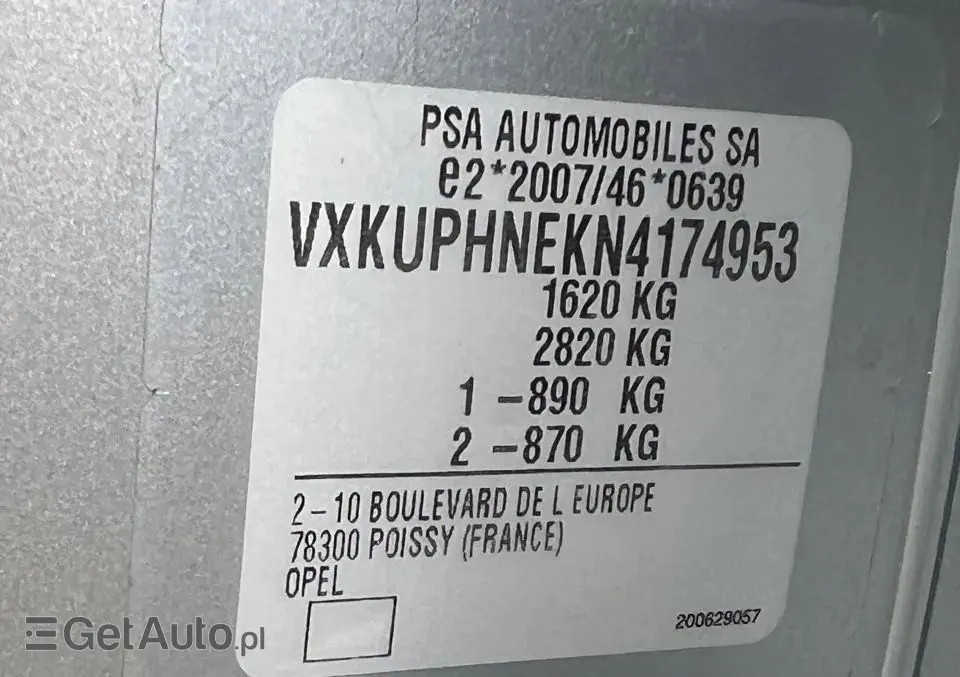 PSA AUTOMOBILES SA
e2*2007/46*0639
VXKUPHNEKN4174953
1620 KG
2820 KG
1 -890 KG
2 -870 KG
2-10 BOULEVARD DE L EUROPE
78300 POISSY (FRANCE)
OPEL
200629057
GetAuto.pl